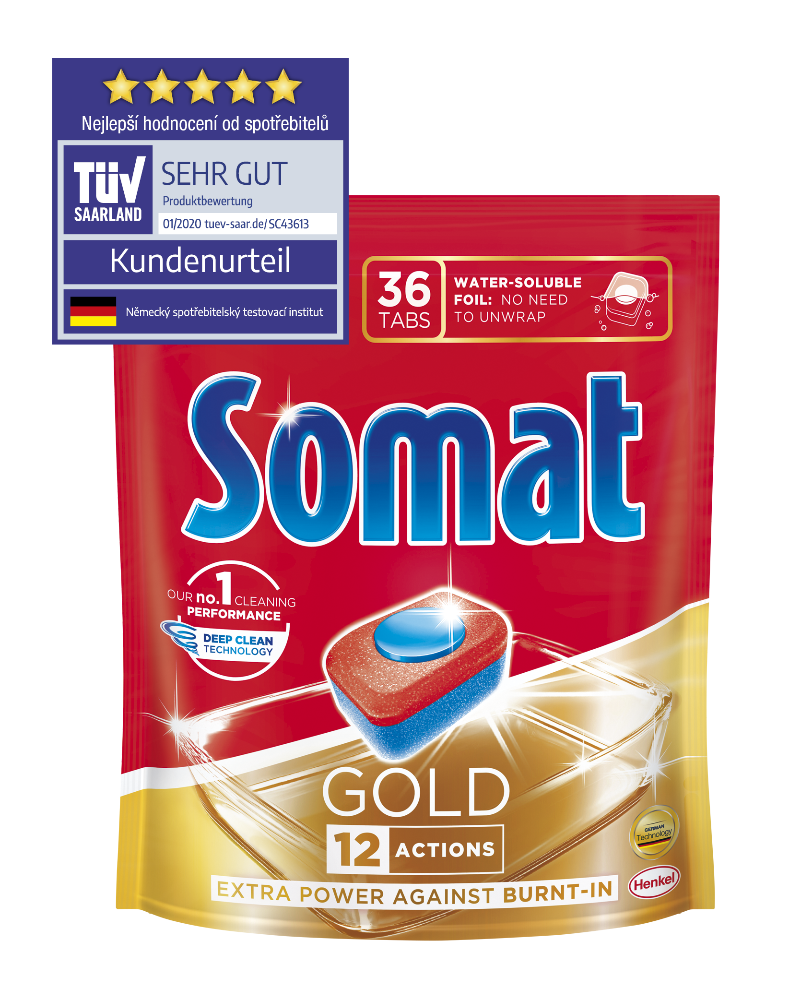 Nejlepší hodnocení od spotřebitelů
TÜV
SAARLAND
SEHR GUT
Produktbewertung
01/2020 tuev-saar.de/SC43613
Kundenurteil
Německý spotřebitelský testovací institut
36
TABS
WATER-SOLUBLE
FOIL: NO NEED
TO UNWRAP
Somat
OUR no.1 CLEANING
PERFORMANCE
DEEP CLEAN
TECHNOLOGY
GOLD
12 ACTIONS
GERMAN
Technology
Henkel
EXTRA POWER AGAINST BURNT-IN